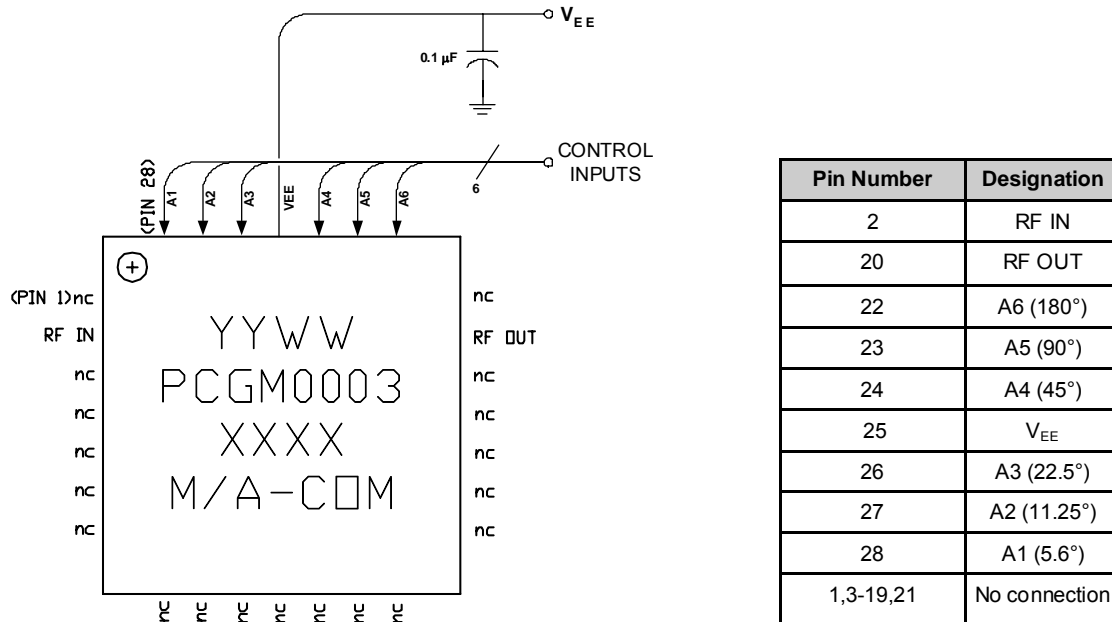 V_EE
0.1 µF
CONTROL
INPUTS
6
(PIN 28)
A1
A2
A3
VEE
A4
A5
A6
(PIN 1)nc
RF IN
nc
nc
nc
nc
nc
YYWW
PCGM0003
XXXX
M/A-COM
nc
RF OUT
nc
nc
nc
nc
nc
nc
nc
nc
nc
nc
nc
nc
Pin Number Designation
2 RF IN
20 RF OUT
22 A6 (180°)
23 A5 (90°)
24 A4 (45°)
25 V_EE
26 A3 (22.5°)
27 A2 (11.25°)
28 A1 (5.6°)
1,3-19,21 No connection